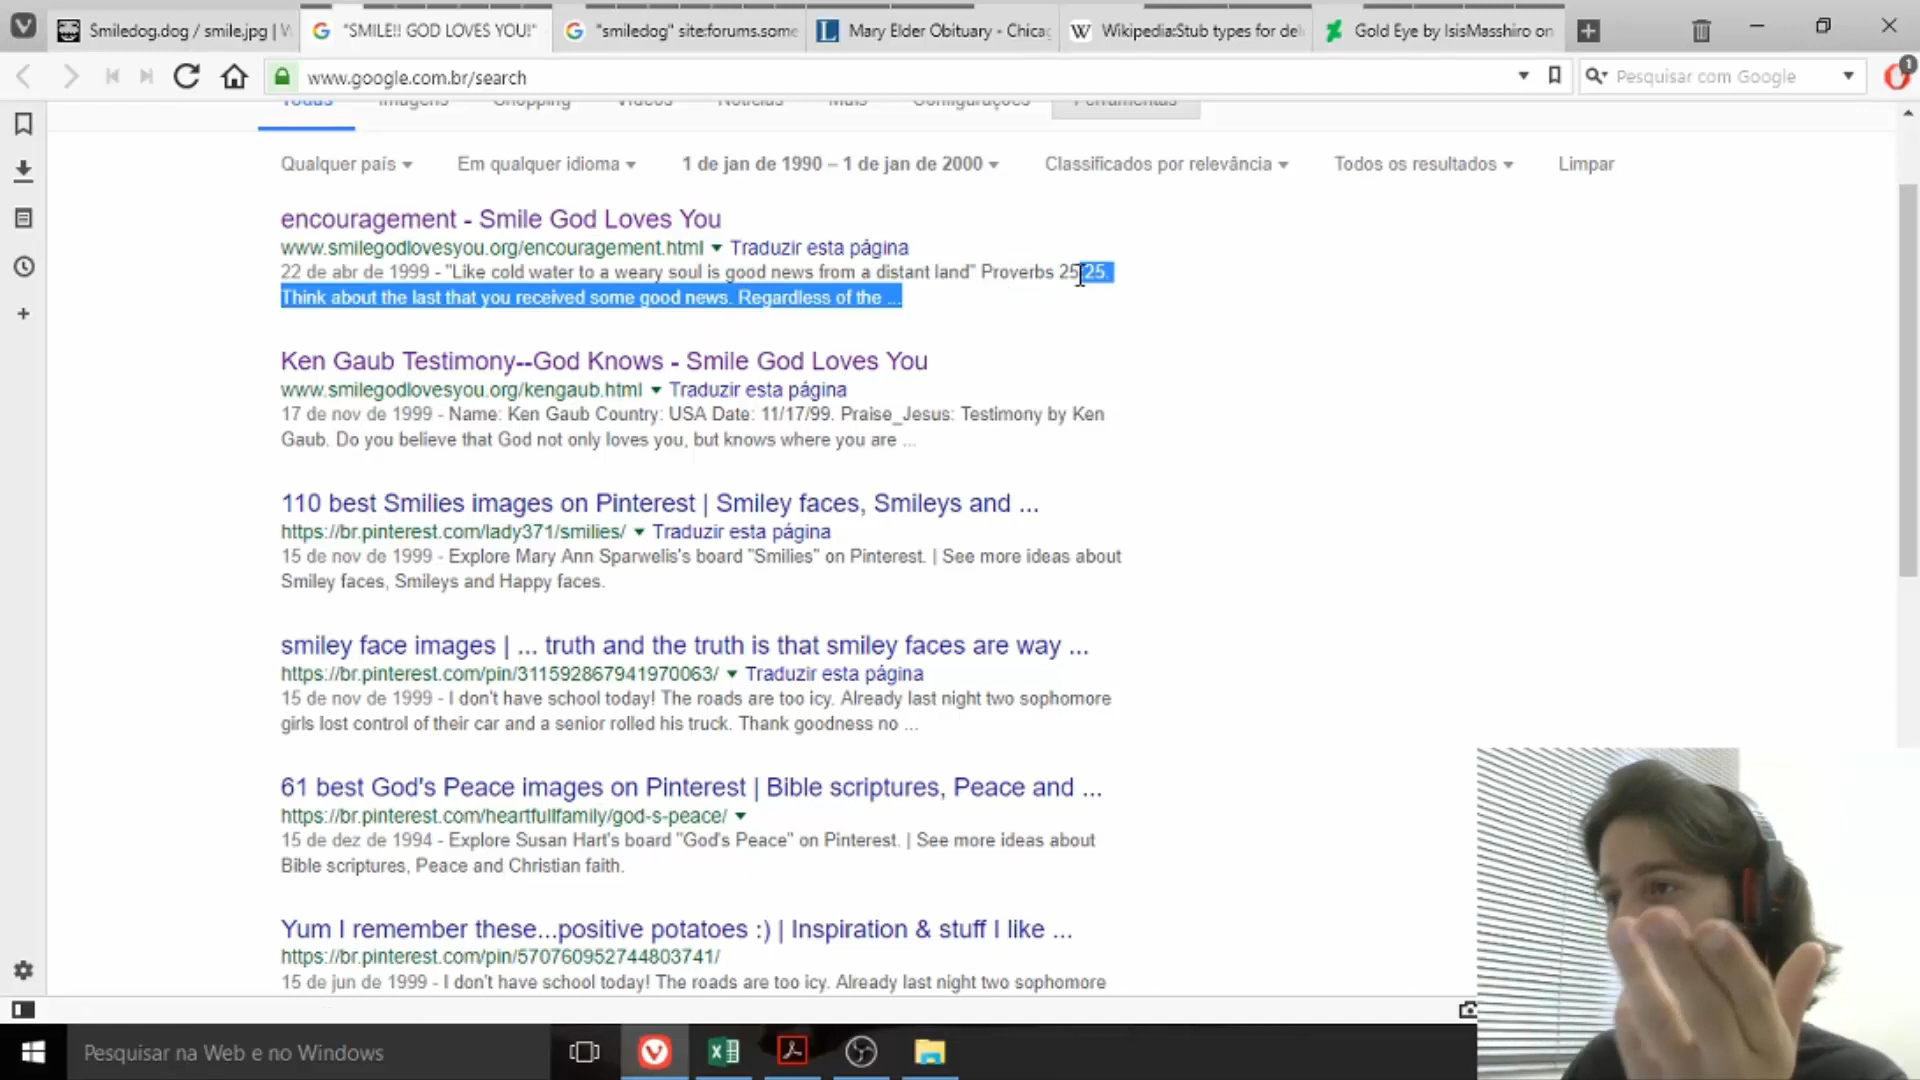 Smiledog.dog / smile.jpg | W
"SMILE!! GOD LOVES YOU!"
"smiledog" site:forums.some
Mary Elder Obituary - Chicag
Wikipedia:Stub types for del
Gold Eye by IsisMasshiro on
www.google.com.br/search
Pesquisar com Google
1
Todas Imagens Shopping Vídeos Notícias Mais Configurações Ferramentas
Qualquer país Em qualquer idioma 1 de jan de 1990 – 1 de jan de 2000 Classificados por relevância Todos os resultados Limpar
encouragement - Smile God Loves You
www.smilegodlovesyou.org/encouragement.html Traduzir esta página
22 de abr de 1999 - "Like cold water to a weary soul is good news from a distant land" Proverbs 25:25.
Think about the last that you received some good news. Regardless of the ...
Ken Gaub Testimony--God Knows - Smile God Loves You
www.smilegodlovesyou.org/kengaub.html Traduzir esta página
17 de nov de 1999 - Name: Ken Gaub Country: USA Date: 11/17/99. Praise_Jesus: Testimony by Ken
Gaub. Do you believe that God not only loves you, but knows where you are ...
110 best Smilies images on Pinterest | Smiley faces, Smileys and ...
https://br.pinterest.com/lady371/smilies/ Traduzir esta página
15 de nov de 1999 - Explore Mary Ann Sparwelis's board "Smilies" on Pinterest. | See more ideas about
Smiley faces, Smileys and Happy faces.
smiley face images | ... truth and the truth is that smiley faces are way ...
https://br.pinterest.com/pin/311592867941970063/ Traduzir esta página
15 de nov de 1999 - I don't have school today! The roads are too icy. Already last night two sophomore
girls lost control of their car and a senior rolled his truck. Thank goodness no ...
61 best God's Peace images on Pinterest | Bible scriptures, Peace and ...
https://br.pinterest.com/heartfullfamily/god-s-peace/
15 de dez de 1994 - Explore Susan Hart's board "God's Peace" on Pinterest. | See more ideas about
Bible scriptures, Peace and Christian faith.
Yum I remember these...positive potatoes :) | Inspiration & stuff I like ...
https://br.pinterest.com/pin/570760952744803741/
15 de jun de 1999 - I don't have school today! The roads are too icy. Already last night two sophomore
Pesquisar na Web e no Windows